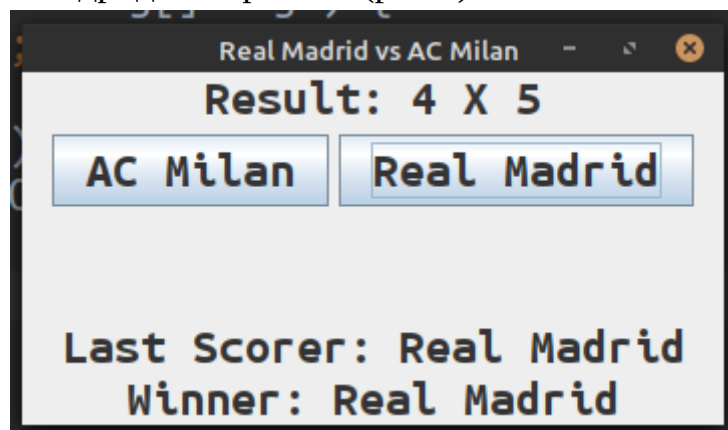 Real Madrid vs AC Milan
Result: 4 X 5
AC Milan Real Madrid
Last Scorer: Real Madrid
Winner: Real Madrid